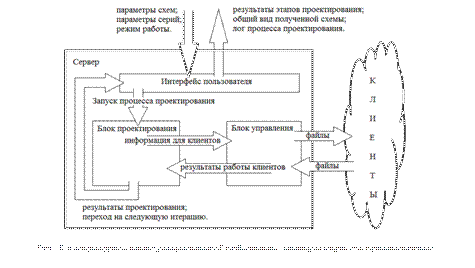 параметры схем;
параметры серий;
режим работы.
результаты этапов проектирования;
общий вид полученной схемы;
лог процесса проектирования.
Сервер
Интерфейс пользователя
Запуск процесса проектирования
Блок проектирования
Блок управления
информация для клиентов
файлы
результаты работы клиентов
файлы
результаты проектирования;
переход на следующую итерацию.
К
Л
И
Е
Н
Т
Ы